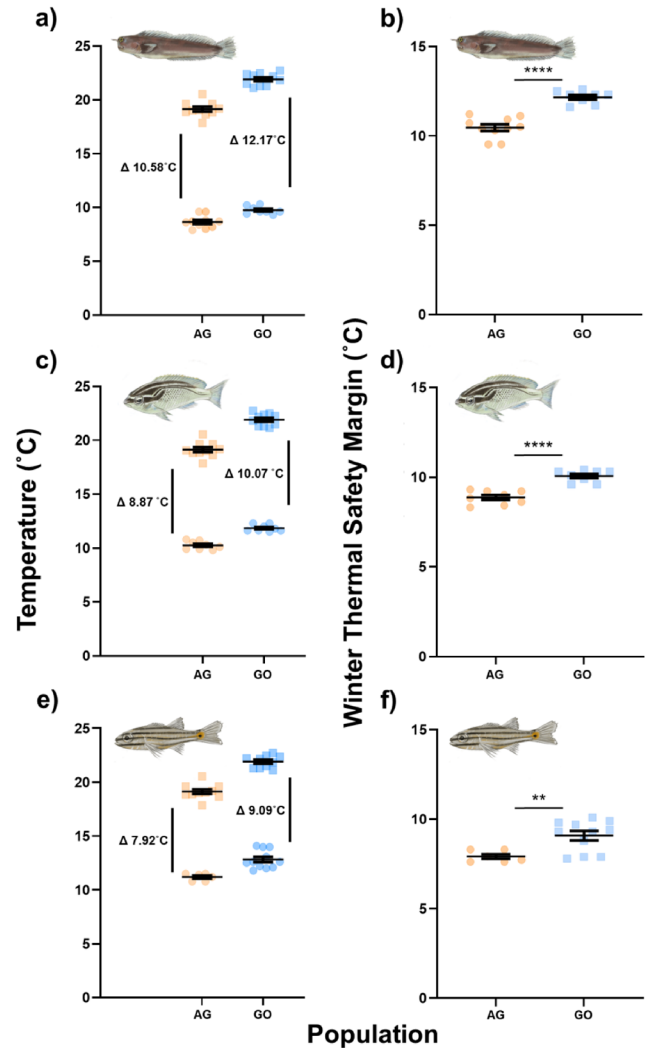 a)
25
20
15
10
5
0
Δ 10.58˚C
Δ 12.17˚C
AG
GO
b)
15
10
5
0
****
AG
GO
c)
25
20
15
10
5
0
Δ 8.87 ˚C
Δ 10.07 ˚C
AG
GO
d)
15
10
5
0
****
AG
GO
e)
25
20
15
10
5
0
Δ 7.92˚C
Δ 9.09˚C
AG
GO
f)
15
10
5
0
**
AG
GO
Temperature (˚C)
Winter Thermal Safety Margin (˚C)
Population